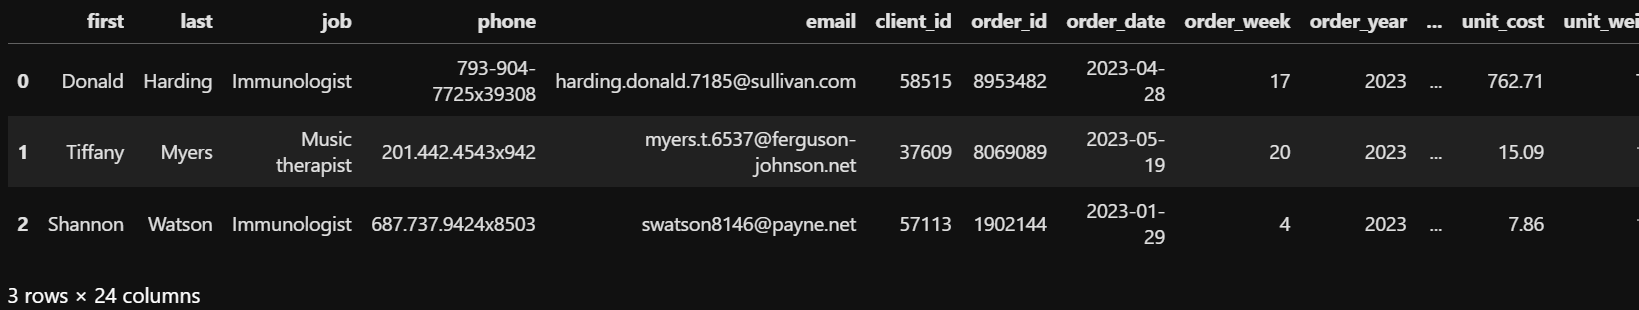 first last job phone email client_id order_id order_date order_week order_year ... unit_cost
0 Donald Harding Immunologist 793-904-7725x39308 harding.donald.7185@sullivan.com 58515 8953482 2023-04-28 17 2023 ... 762.71
1 Tiffany Myers Music therapist 201.442.4543x942 myers.t.6537@ferguson-johnson.net 37609 8069089 2023-05-19 20 2023 ... 15.09
2 Shannon Watson Immunologist 687.737.9424x8503 swatson8146@payne.net 57113 1902144 2023-01-29 4 2023 ... 7.86
3 rows × 24 columns